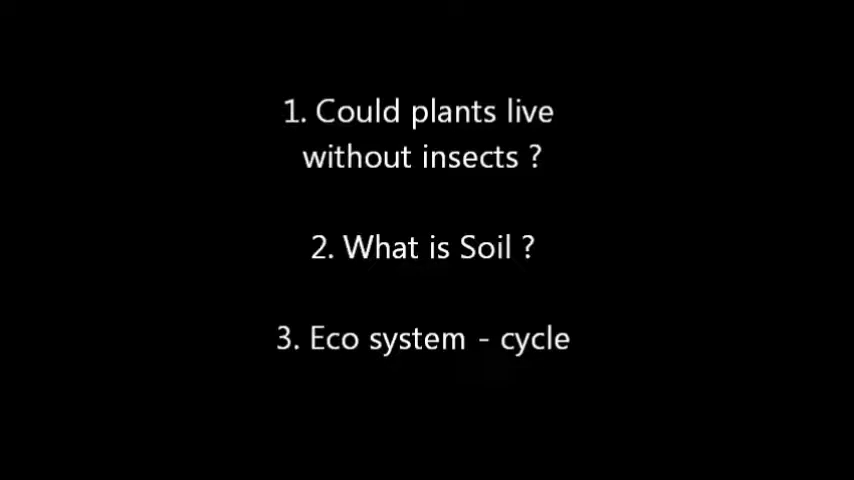 1. Could plants live
without insects ?
2. What is Soil ?
3. Eco system - cycle